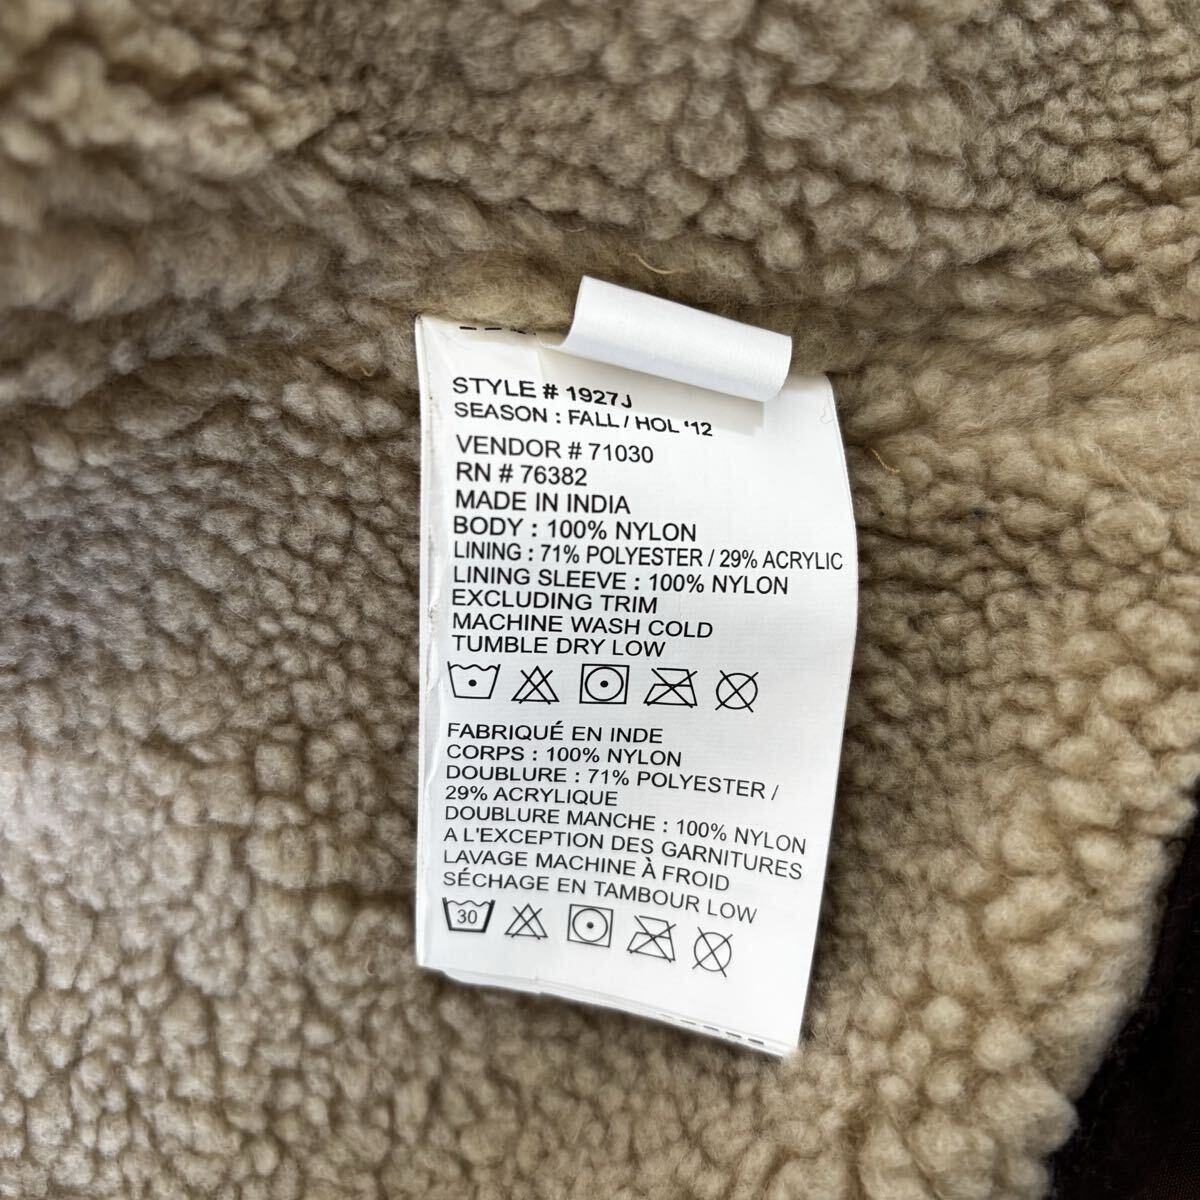 STYLE # 1927J
SEASON : FALL / HOL '12
VENDOR # 71030
RN # 76382
MADE IN INDIA
BODY : 100% NYLON
LINING : 71% POLYESTER / 29% ACRYLIC
LINING SLEEVE : 100% NYLON
EXCLUDING TRIM
MACHINE WASH COLD
TUMBLE DRY LOW
FABRIQUÉ EN INDE
CORPS : 100% NYLON
DOUBLURE : 71% POLYESTER /
29% ACRYLIQUE
DOUBLURE MANCHE : 100% NYLON
A L'EXCEPTION DES GARNITURES
LAVAGE MACHINE À FROID
SÉCHAGE EN TAMBOUR LOW
30